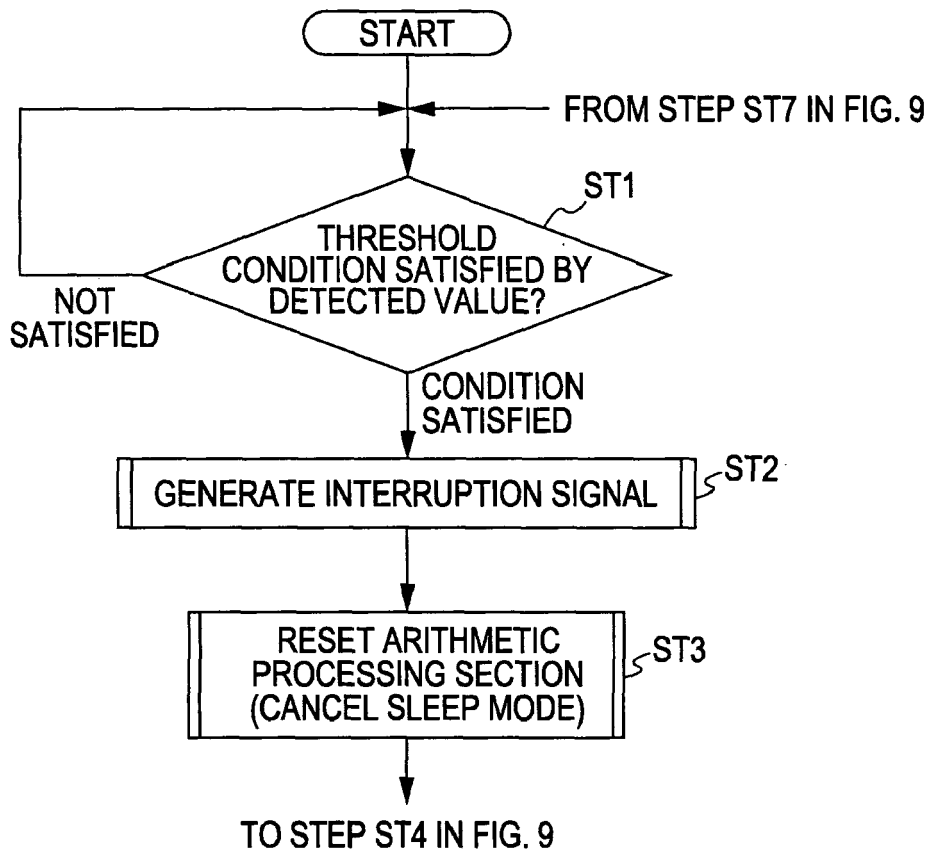 START
FROM STEP ST7 IN FIG. 9
ST1
THRESHOLD
CONDITION SATISFIED BY
DETECTED VALUE?
NOT
SATISFIED
CONDITION
SATISFIED
GENERATE INTERRUPTION SIGNAL
ST2
RESET ARITHMETIC
PROCESSING SECTION
(CANCEL SLEEP MODE)
ST3
TO STEP ST4 IN FIG. 9